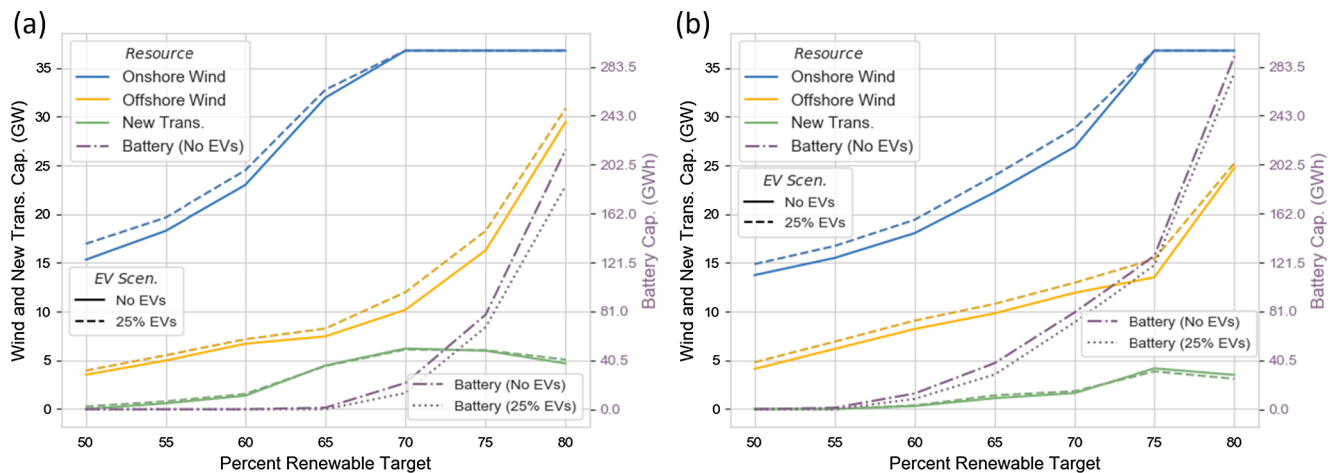 (a)
Resource
Onshore Wind
Offshore Wind
New Trans.
Battery (No EVs)
EV Scen.
No EVs
25% EVs
Battery (No EVs)
Battery (25% EVs)
Wind and New Trans. Cap. (GW)
35
30
25
20
15
10
5
0
283.5
243.0
202.5
162.0
121.5
81.0
40.5
0.0
Battery Cap. (GWh)
50 55 60 65 70 75 80
Percent Renewable Target
(b)
Resource
Onshore Wind
Offshore Wind
New Trans.
Battery (No EVs)
EV Scen.
No EVs
25% EVs
Battery (No EVs)
Battery (25% EVs)
Wind and New Trans. Cap. (GW)
35
30
25
20
15
10
5
0
283.5
243.0
202.5
162.0
121.5
81.0
40.5
0.0
Battery Cap. (GWh)
50 55 60 65 70 75 80
Percent Renewable Target